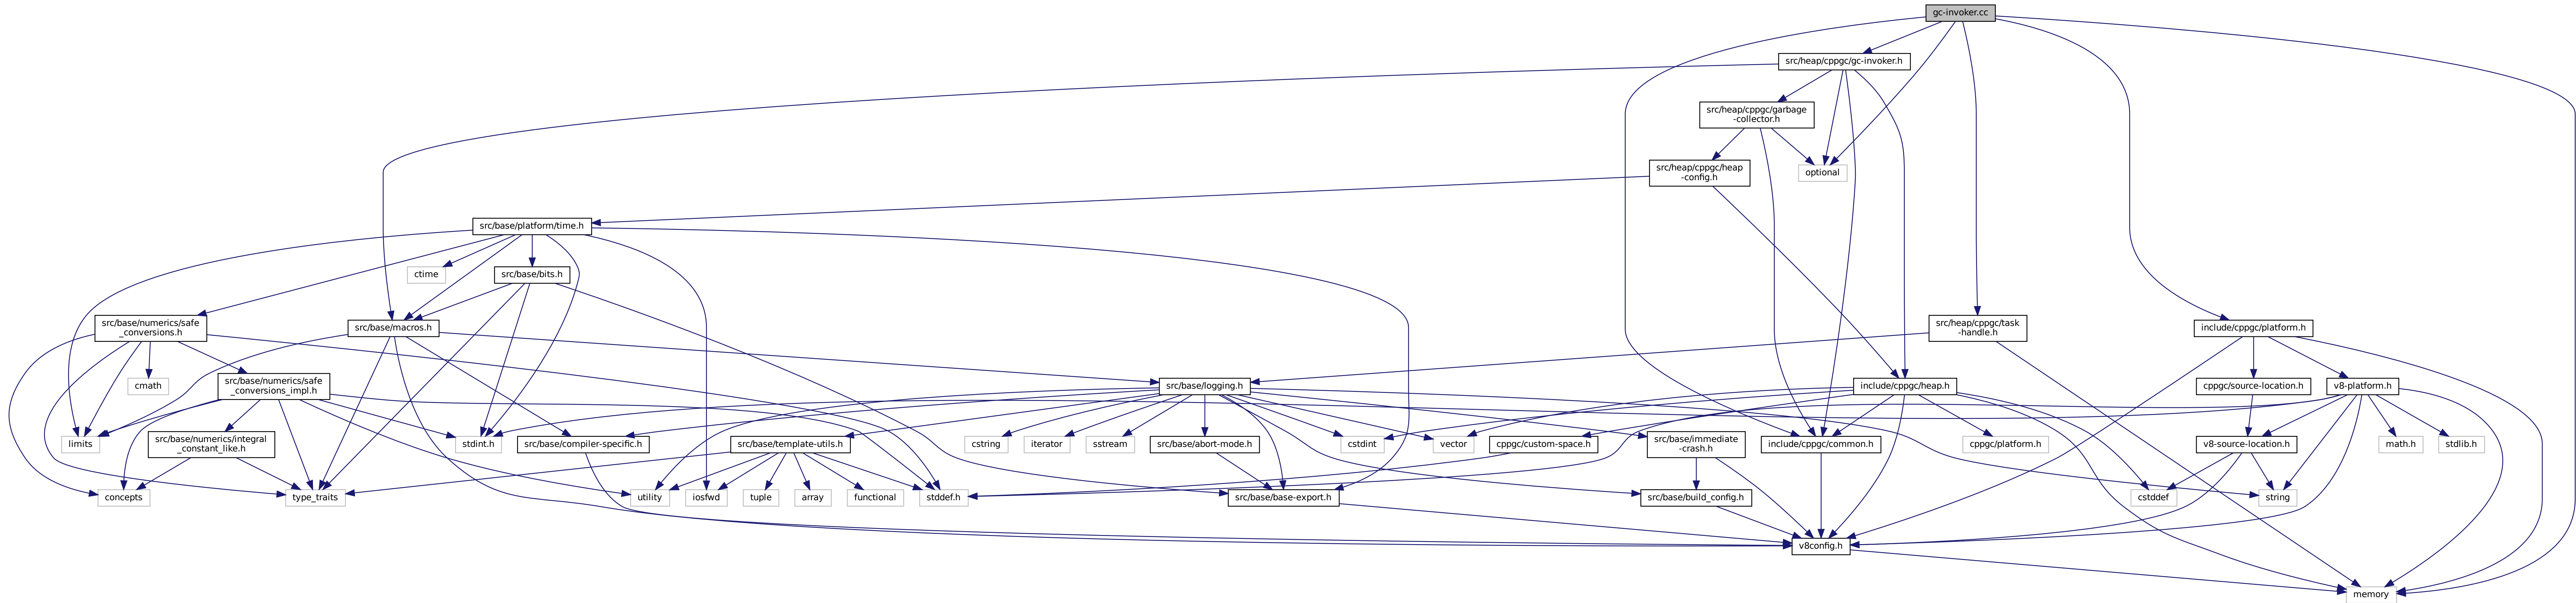 gc-invoker.cc
src/heap/cppgc/gc-invoker.h
src/heap/cppgc/garbage
-collector.h
src/heap/cppgc/heap
-config.h
optional
src/base/platform/time.h
ctime
src/base/bits.h
src/base/numerics/safe
_conversions.h
src/base/macros.h
src/heap/cppgc/task
-handle.h
include/cppgc/platform.h
cmath
src/base/numerics/safe
_conversions_impl.h
src/base/logging.h
include/cppgc/heap.h
cppgc/source-location.h
v8-platform.h
limits
src/base/numerics/integral
_constant_like.h
stdint.h
src/base/compiler-specific.h
src/base/template-utils.h
cstring
iterator
sstream
src/base/abort-mode.h
cstdint
vector
cppgc/custom-space.h
src/base/immediate
-crash.h
include/cppgc/common.h
cppgc/platform.h
v8-source-location.h
math.h
stdlib.h
concepts
type_traits
utility
iosfwd
tuple
array
functional
stddef.h
src/base/base-export.h
src/base/build_config.h
cstddef
string
v8config.h
memory